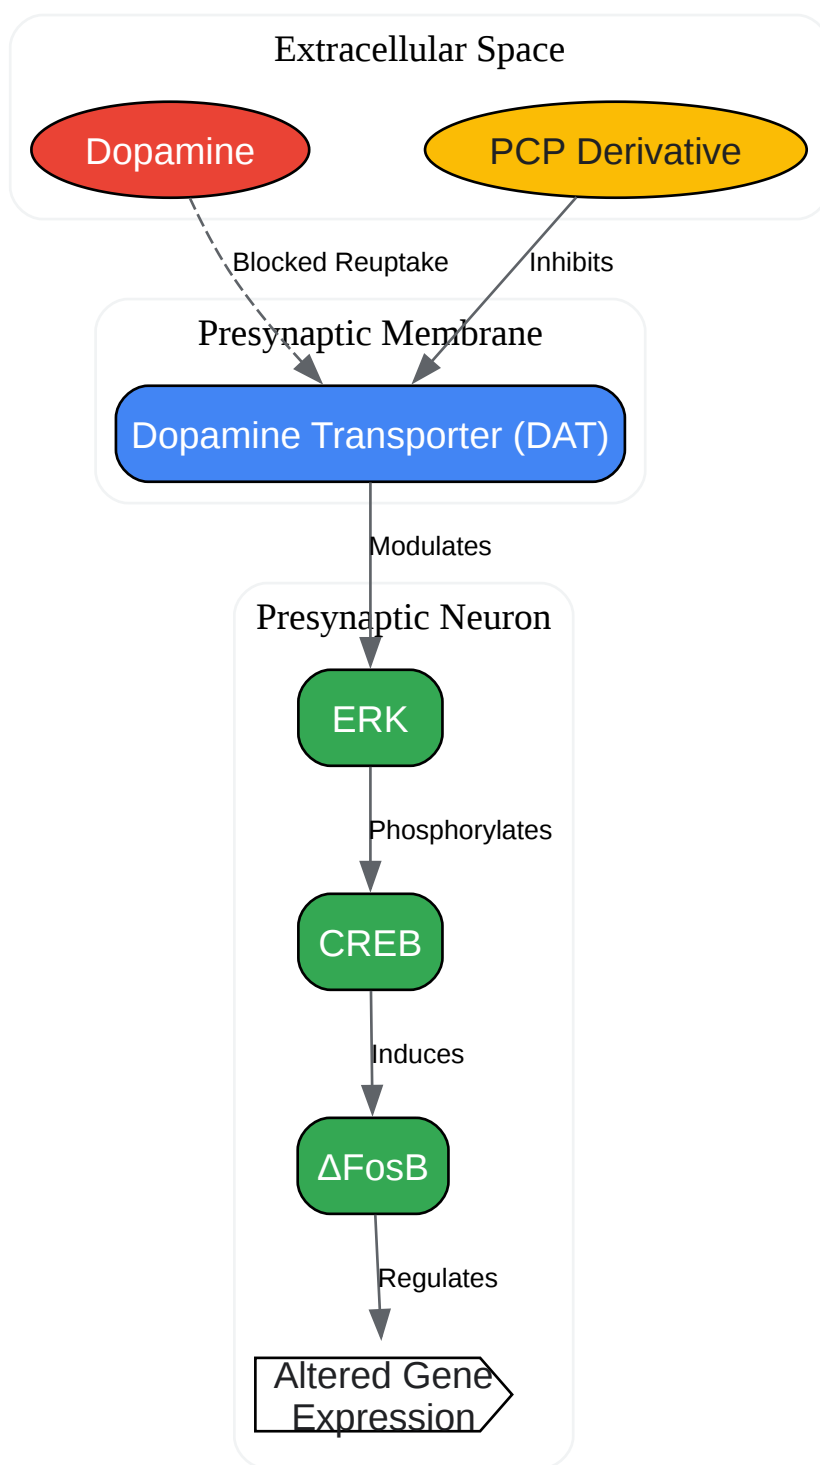 Extracellular Space
Dopamine
PCP Derivative
Blocked Reuptake
Inhibits
Presynaptic Membrane
Dopamine Transporter (DAT)
Modulates
Presynaptic Neuron
ERK
Phosphorylates
CREB
Induces
ΔFosB
Regulates
Altered Gene
Expression